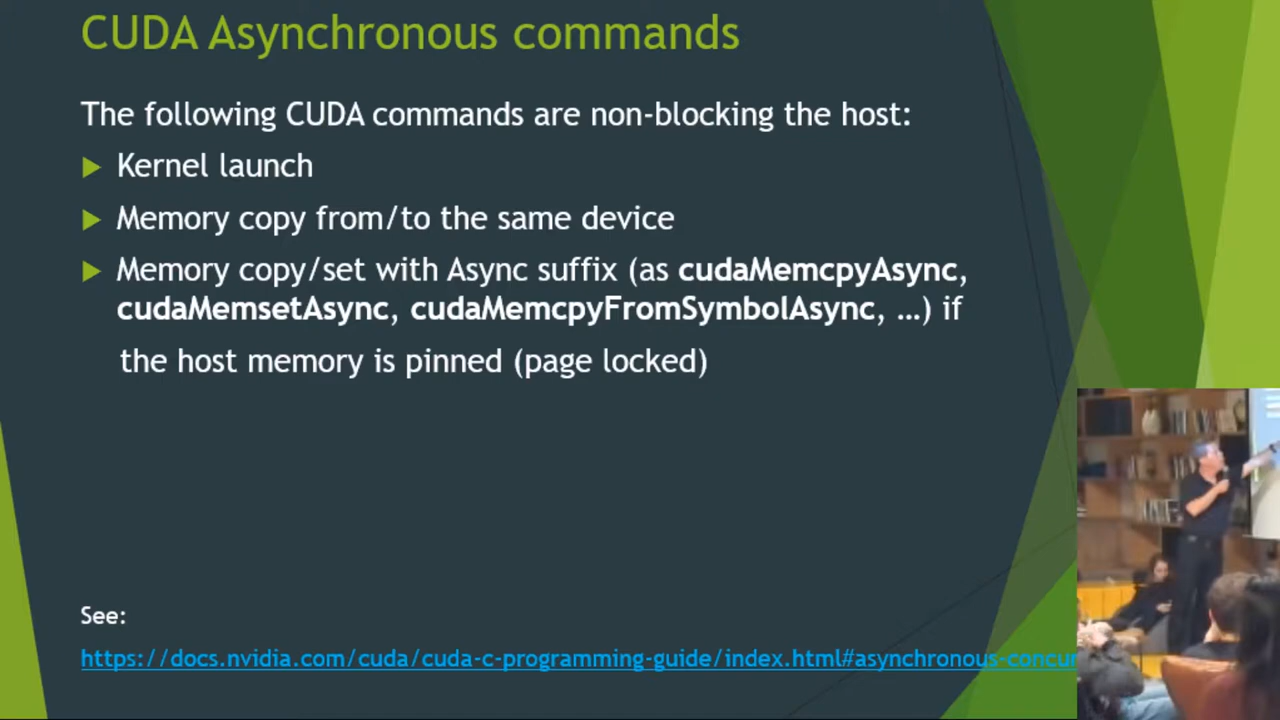 CUDA Asynchronous commands
The following CUDA commands are non-blocking the host:
Kernel launch
Memory copy from/to the same device
Memory copy/set with Async suffix (as cudaMemcpyAsync,
cudaMemsetAsync, cudaMemcpyFromSymbolAsync, …) if
the host memory is pinned (page locked)
See:
https://docs.nvidia.com/cuda/cuda-c-programming-guide/index.html#asynchronous-concur